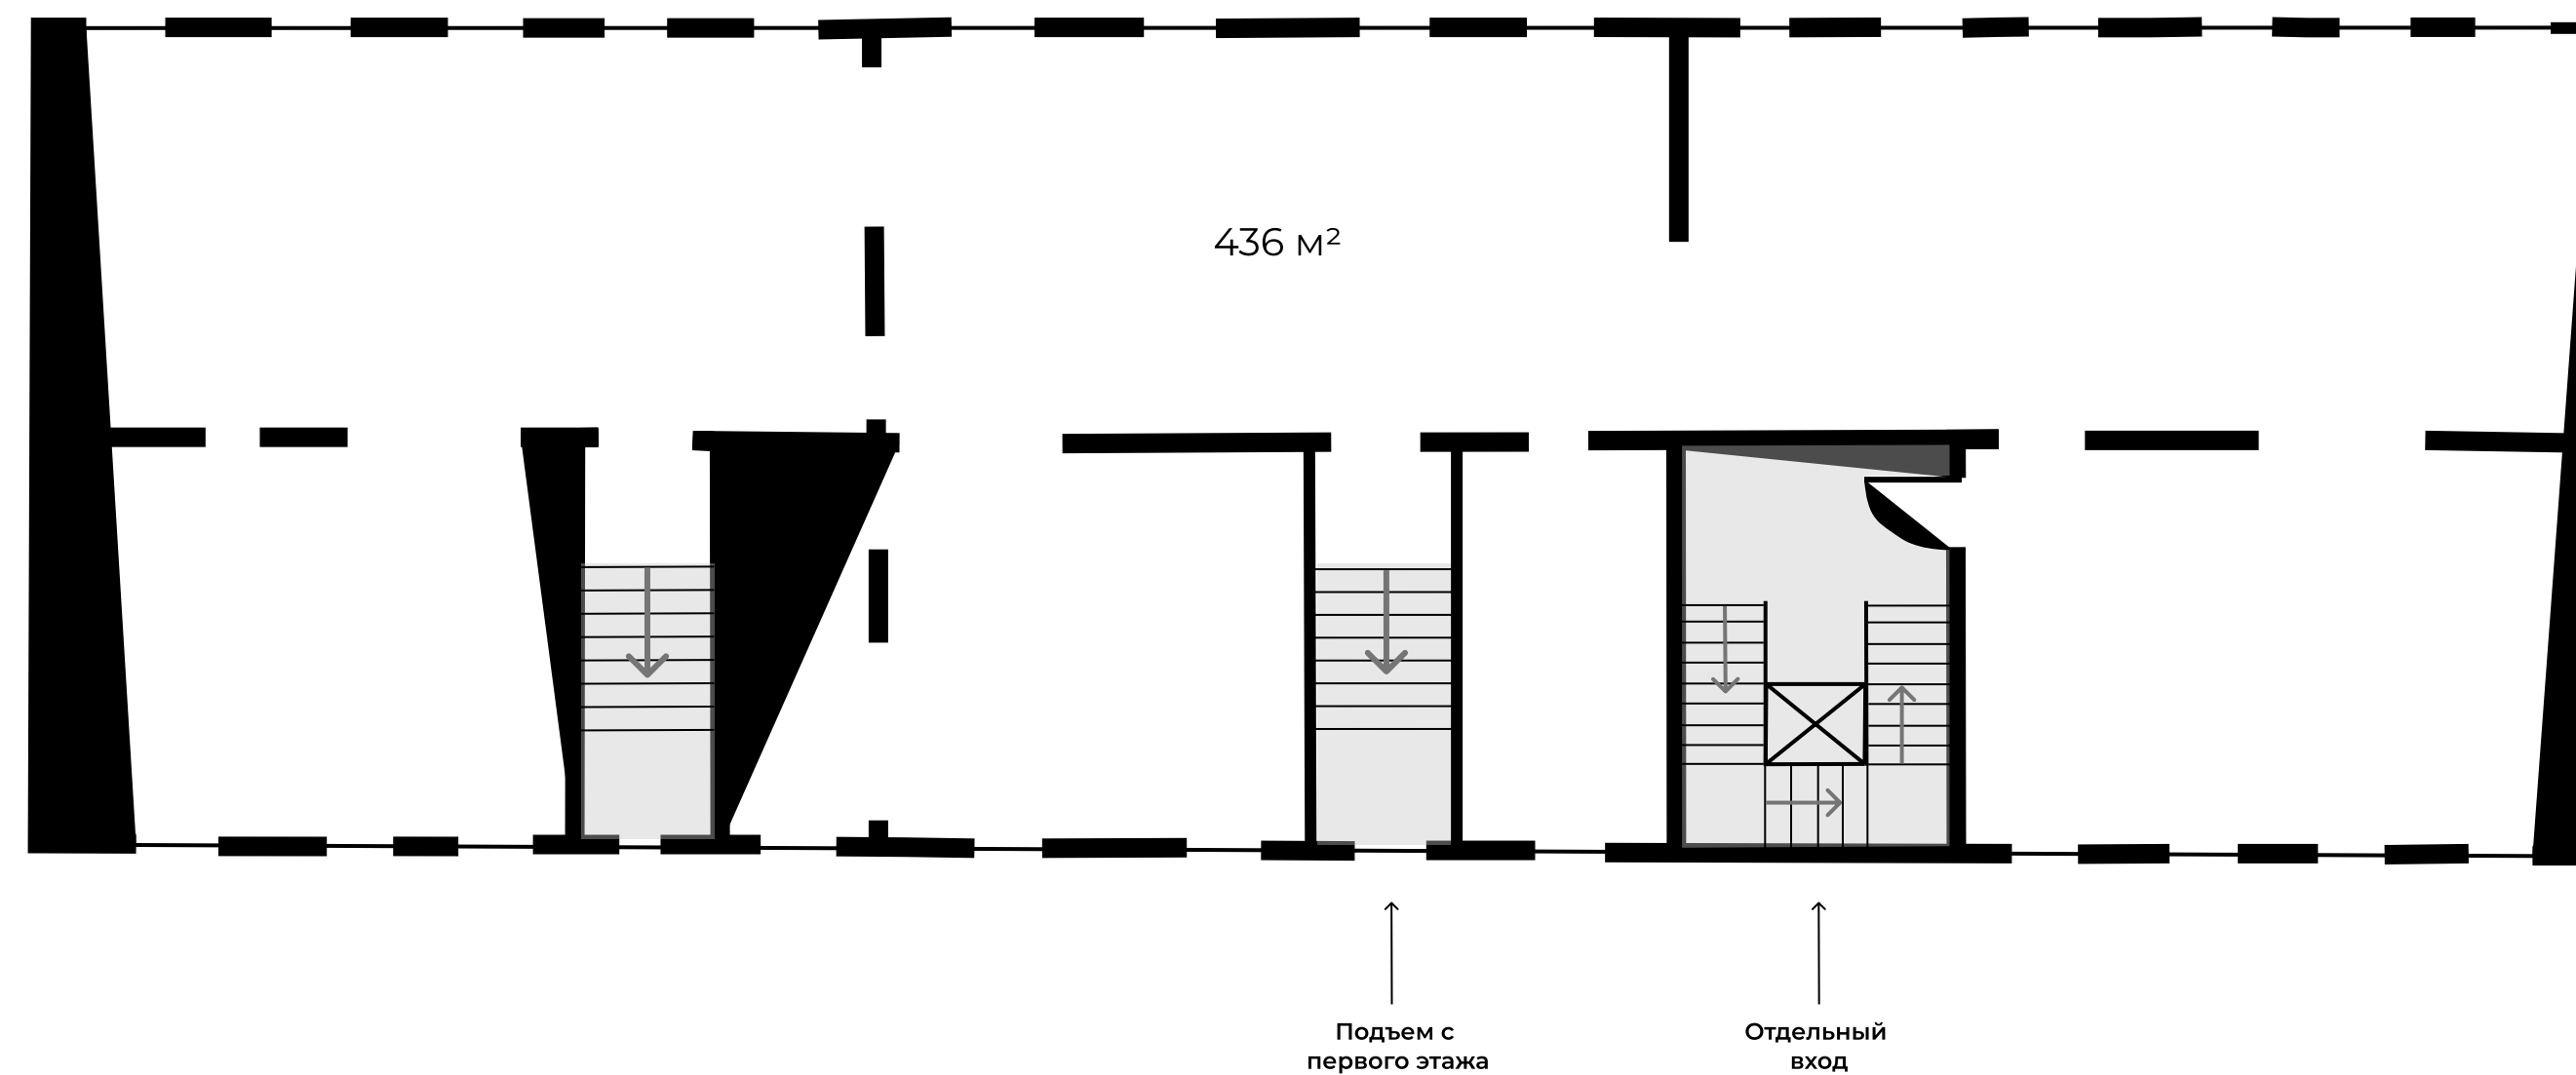 436 м²
Подъем с
первого этажа
Отдельный
вход